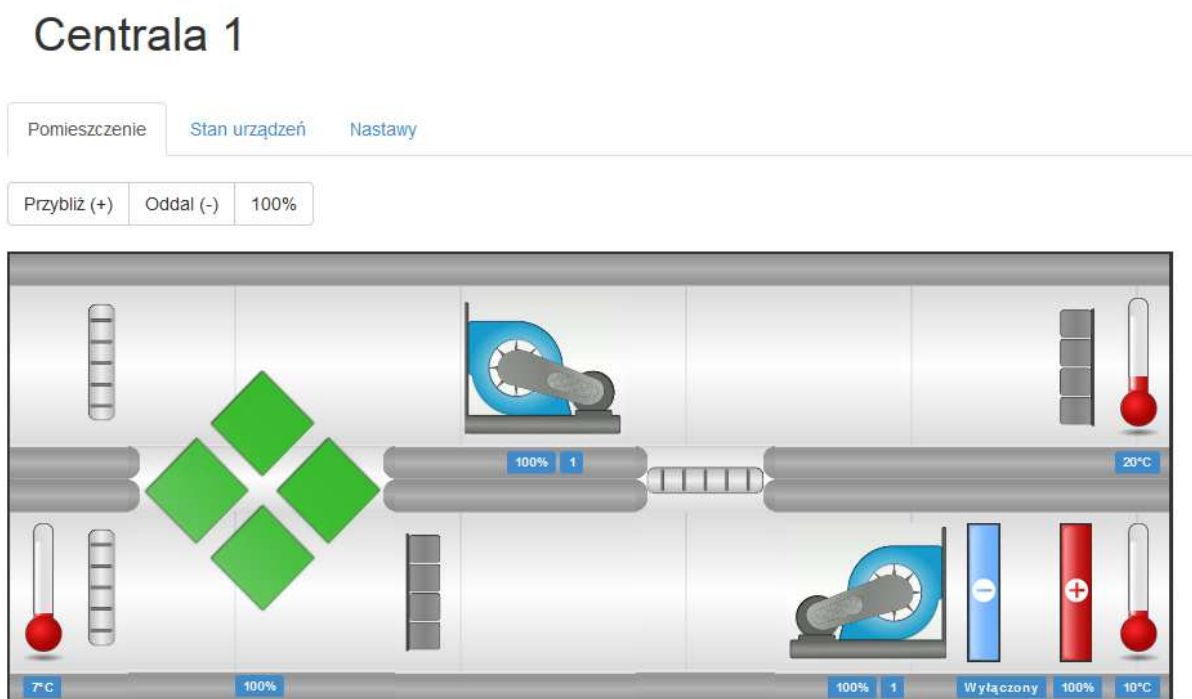 Centrala 1
Pomieszczenie Stan urządzeń Nastawy
Przybliż (+) Oddal (-) 100%
100% 1 20°C
7°C 100% 100% 1 Wyłączony 100% 10°C